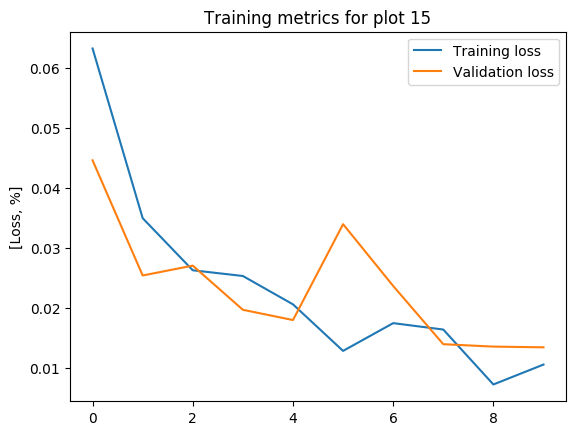 Training metrics for plot 15
Training loss
Validation loss
[Loss, %]
0.06
0.05
0.04
0.03
0.02
0.01
0 2 4 6 8